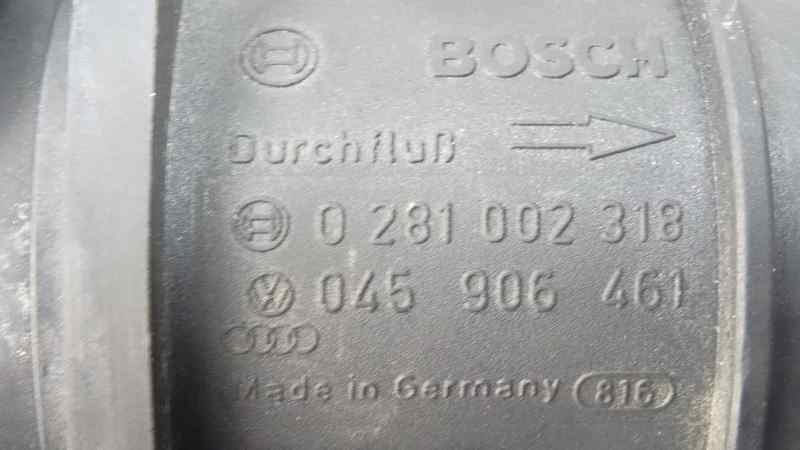 BOSCH
Durchfluß
0 281 002 318
045 906 461
Made in Germany 816